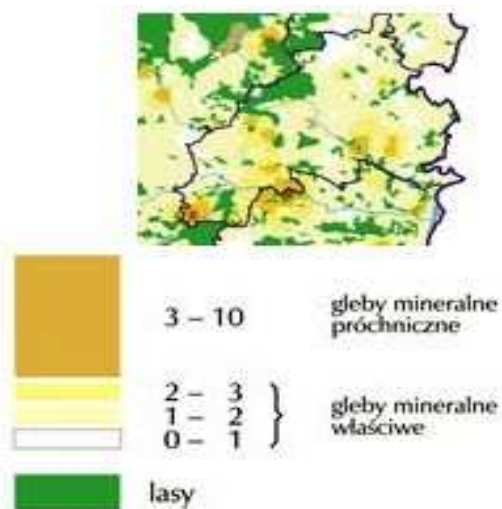 3 – 10
gleby mineralne
próchniczne
2 – 3
1 – 2
0 – 1
gleby mineralne
właściwe
lasy